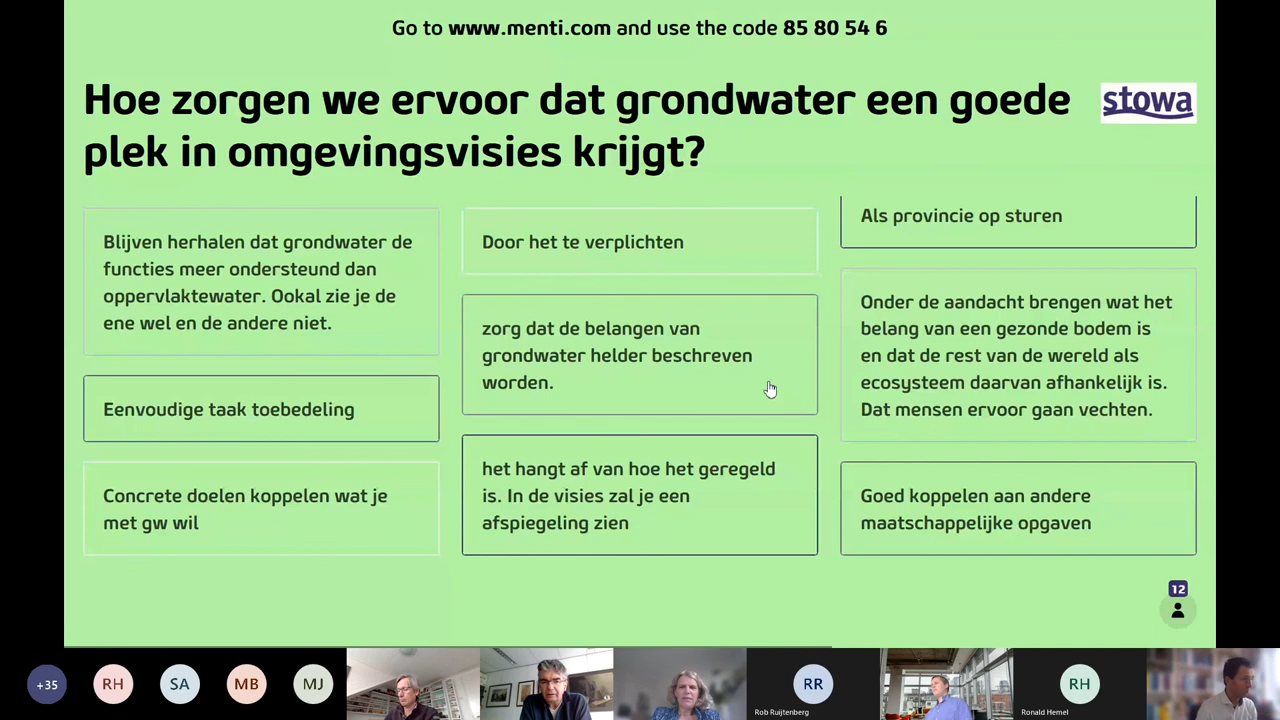 Go to www.menti.com and use the code 85 80 54 6
Hoe zorgen we ervoor dat grondwater een goede
plek in omgevingsvisies krijgt?
stowa
Blijven herhalen dat grondwater de
functies meer ondersteund dan
oppervlaktewater. Ookal zie je de
ene wel en de andere niet.
Eenvoudige taak toebedeling
Concrete doelen koppelen wat je
met gw wil
Door het te verplichten
zorg dat de belangen van
grondwater helder beschreven
worden.
het hangt af van hoe het geregeld
is. In de visies zal je een
afspiegeling zien
Als provincie op sturen
Onder de aandacht brengen wat het
belang van een gezonde bodem is
en dat de rest van de wereld als
ecosysteem daarvan afhankelijk is.
Dat mensen ervoor gaan vechten.
Goed koppelen aan andere
maatschappelijke opgaven
12
+35
RH
SA
MB
MJ
RR
Rob Ruijtenberg
RH
Ronald Hemel